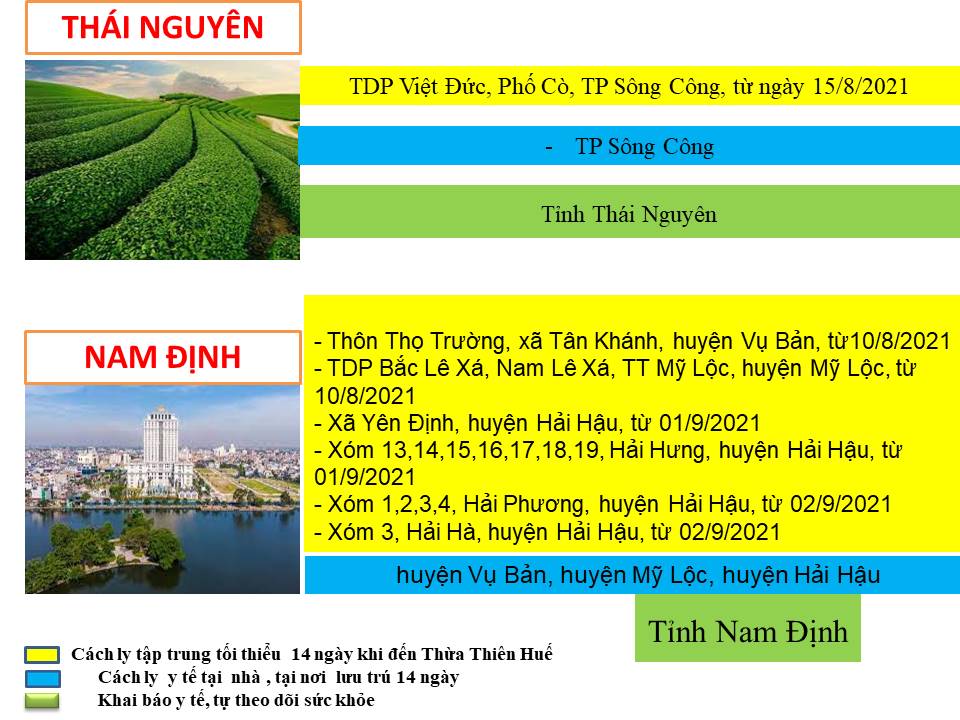 THÁI NGUYÊN
TDP Việt Đức, Phố Cò, TP Sông Công, từ ngày 15/8/2021
- TP Sông Công
Tỉnh Thái Nguyên
NAM ĐỊNH
- Thôn Thọ Trường, xã Tân Khánh, huyện Vụ Bản, từ10/8/2021
- TDP Bắc Lê Xá, Nam Lê Xá, TT Mỹ Lộc, huyện Mỹ Lộc, từ
10/8/2021
- Xã Yên Định, huyện Hải Hậu, từ 01/9/2021
- Xóm 13,14,15,16,17,18,19, Hải Hưng, huyện Hải Hậu, từ
01/9/2021
- Xóm 1,2,3,4, Hải Phương, huyện Hải Hậu, từ 02/9/2021
- Xóm 3, Hải Hà, huyện Hải Hậu, từ 02/9/2021
huyện Vụ Bản, huyện Mỹ Lộc, huyện Hải Hậu
Tỉnh Nam Định
Cách ly tập trung tối thiểu 14 ngày khi đến Thừa Thiên Huế
Cách ly y tế tại nhà , tại nơi lưu trú 14 ngày
Khai báo y tế, tự theo dõi sức khỏe